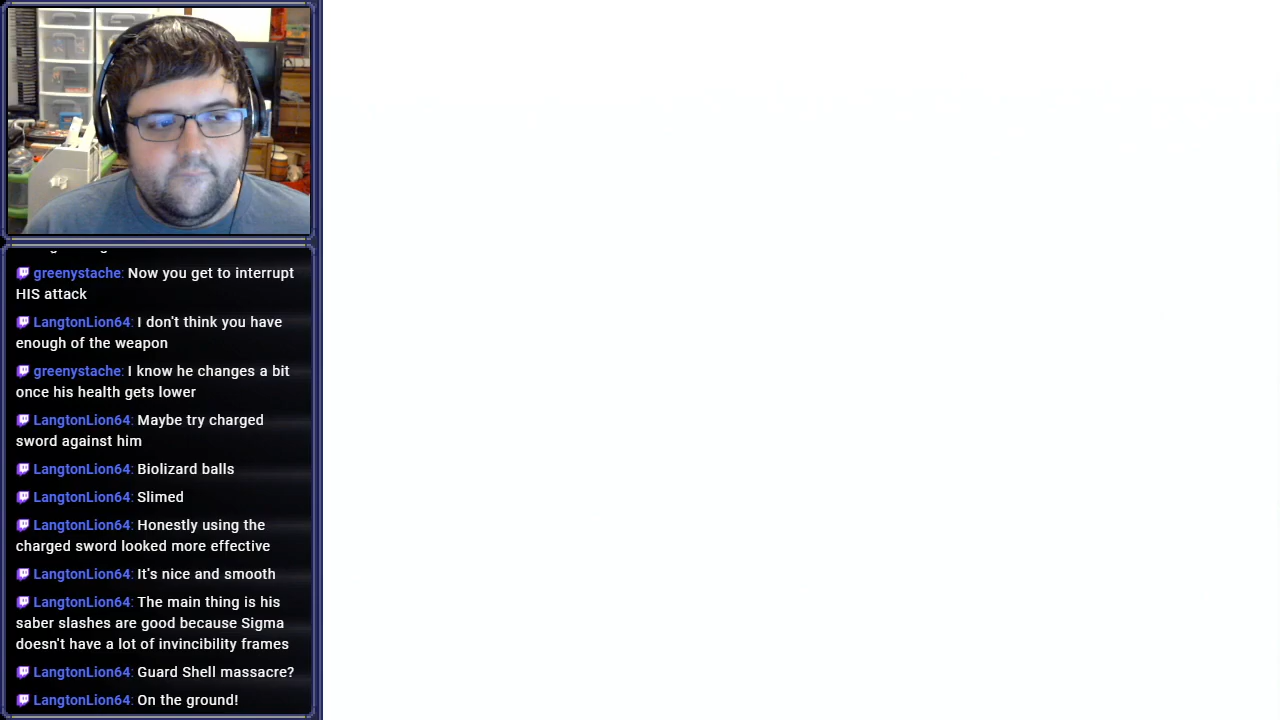 greenystache: Now you get to interrupt
HIS attack
LangtonLion64: I don't think you have
enough of the weapon
greenystache: I know he changes a bit
once his health gets lower
LangtonLion64: Maybe try charged
sword against him
LangtonLion64: Biolizard balls
LangtonLion64: Slimed
LangtonLion64: Honestly using the
charged sword looked more effective
LangtonLion64: It's nice and smooth
LangtonLion64: The main thing is his
saber slashes are good because Sigma
doesn't have a lot of invincibility frames
LangtonLion64: Guard Shell massacre?
LangtonLion64: On the ground!